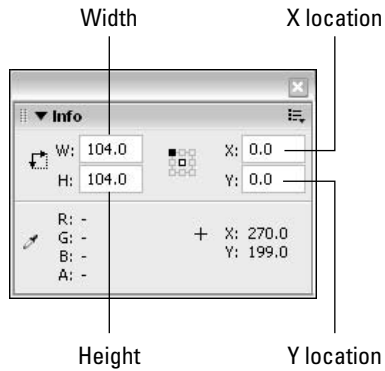 Width X location
Info
W: 104.0 X: 0.0
H: 104.0 Y: 0.0
R: -
G: - X: 270.0
B: - Y: 199.0
A: -
Height Y location